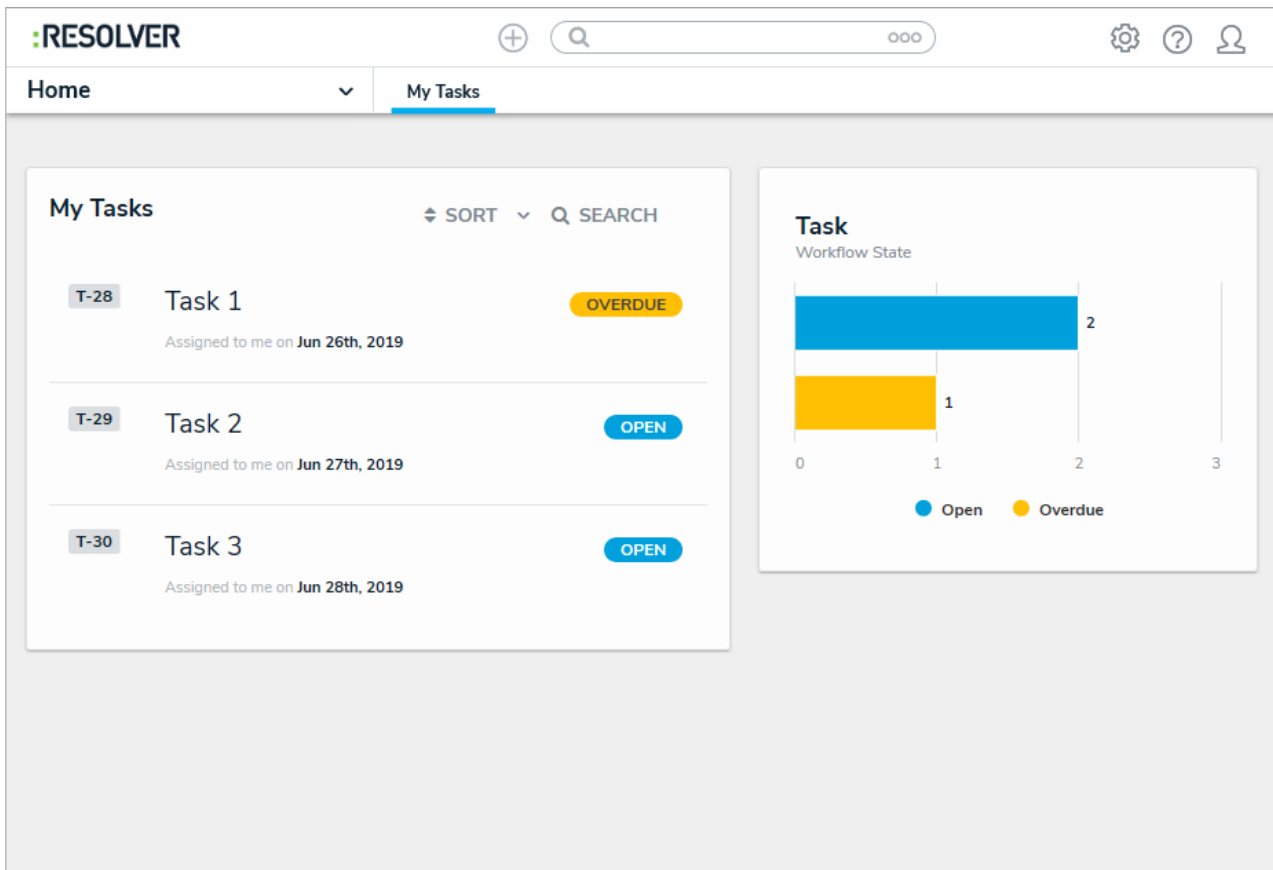 :RESOLVER
ooo
Home
My Tasks
My Tasks
SORT
SEARCH
T-28
Task 1
OVERDUE
Assigned to me on Jun 26th, 2019
T-29
Task 2
OPEN
Assigned to me on Jun 27th, 2019
T-30
Task 3
OPEN
Assigned to me on Jun 28th, 2019
Task
Workflow State
2
1
0 1 2 3
Open Overdue